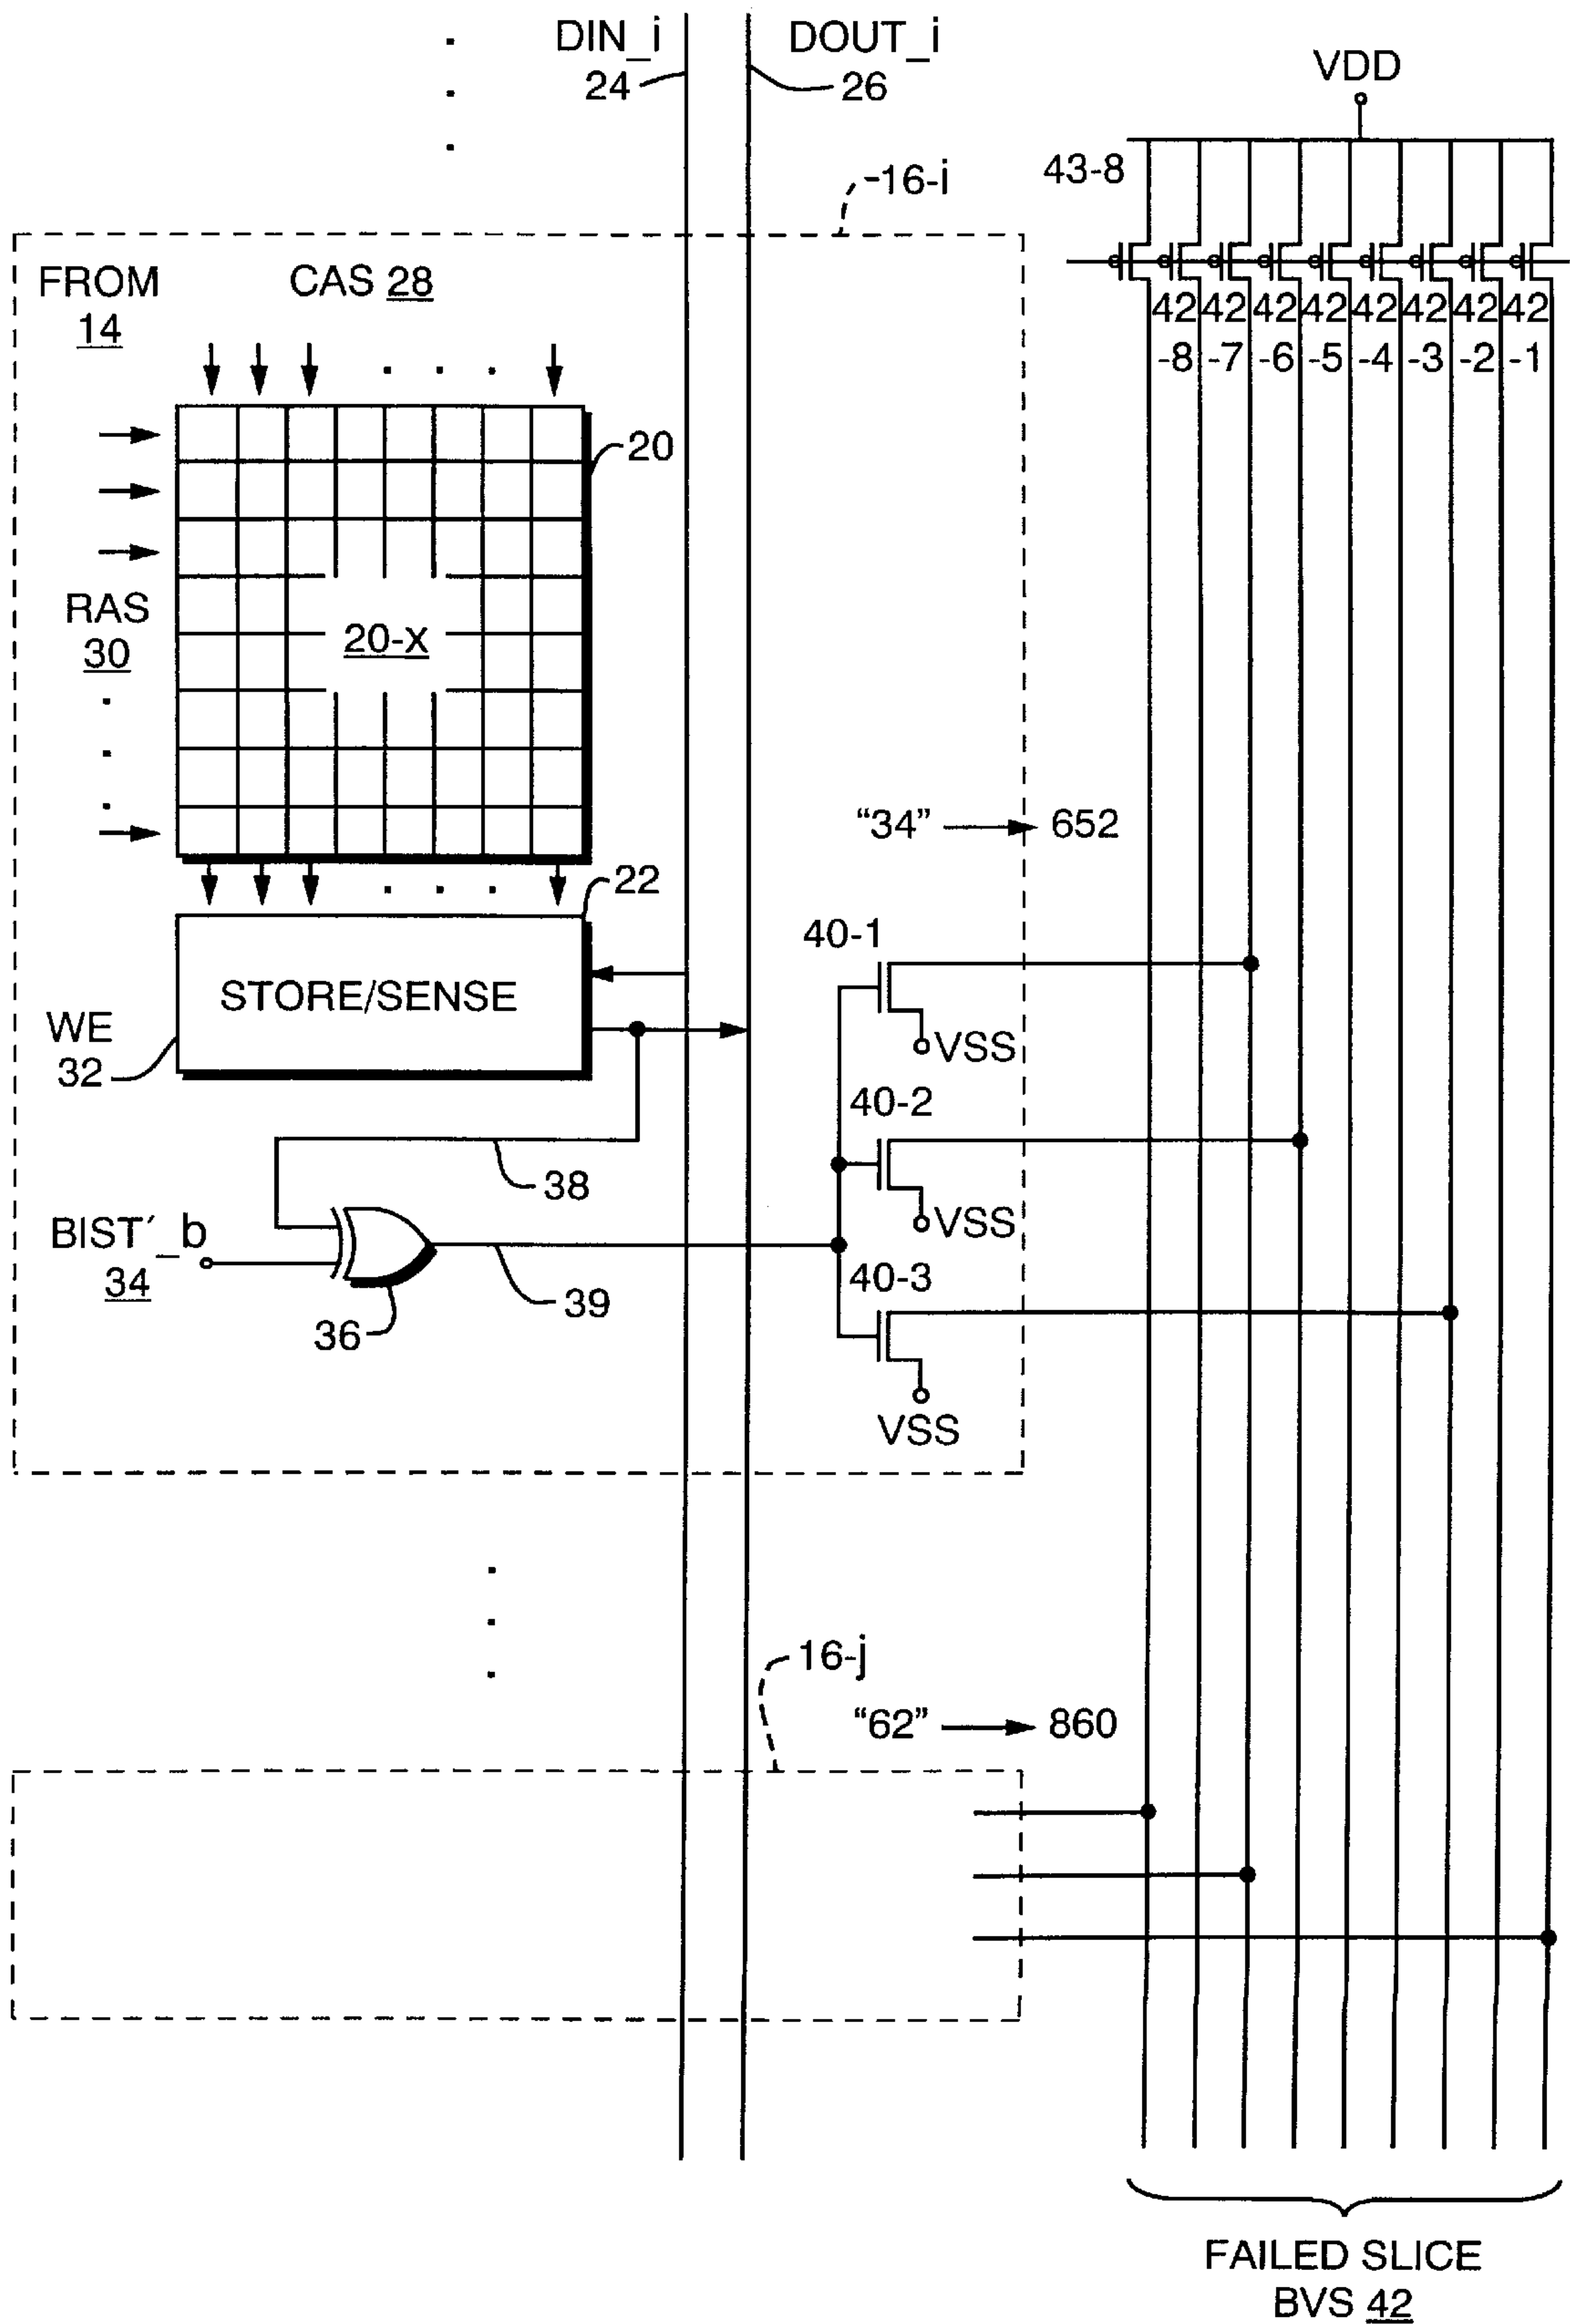 DIN_i
24
DOUT_i
26
VDD
43-8
16-i
FROM
14
CAS 28
42 42 42 42 42 42 42 42
-8 -7 -6 -5 -4 -3 -2 -1
20
RAS
30
20-X
"34" 652
22
40-1
STORE/SENSE
WE
32
VSS
40-2
38
VSS
BIST′_b
34
40-3
39
36
VSS
16-j
"62" 860
FAILED SLICE
BVS 42